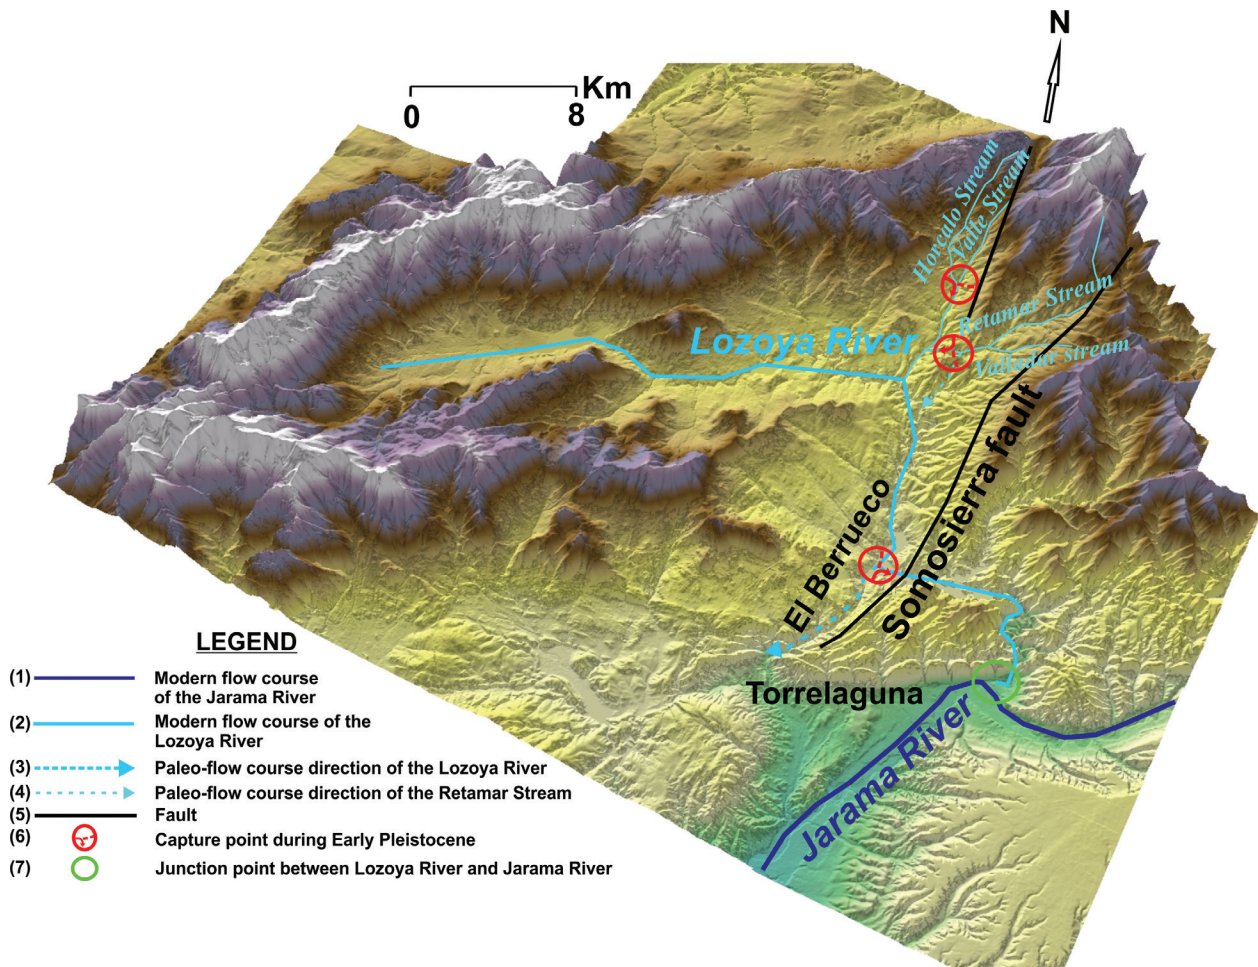 N
Km
0 8
Horcalo Stream
Valle Stream
Retamar Stream
Lozoya River
Valladar stream
Somosierra fault
El Berrueco
Torrelaguna
Jarama River
LEGEND
(1) Modern flow course
of the Jarama River
(2) Modern flow course of the
Lozoya River
(3) Paleo-flow course direction of the Lozoya River
(4) Paleo-flow course direction of the Retamar Stream
(5) Fault
(6) Capture point during Early Pleistocene
(7) Junction point between Lozoya River and Jarama River